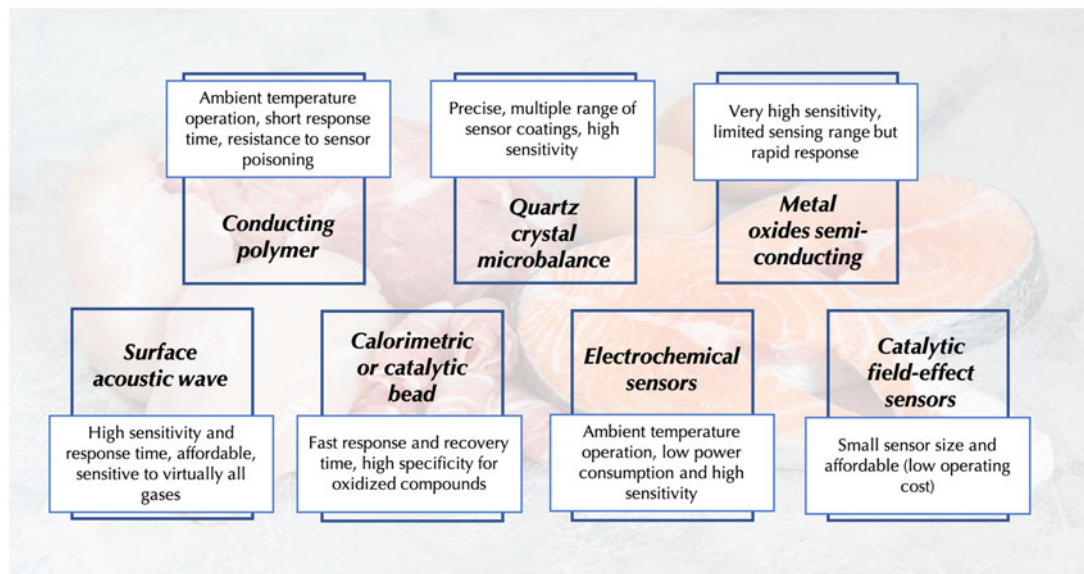 Ambient temperature
operation, short response
time, resistance to sensor
poisoning
Conducting
polymer
Precise, multiple range of
sensor coatings, high
sensitivity
Quartz
crystal
microbalance
Very high sensitivity,
limited sensing range but
rapid response
Metal
oxides semi-
conducting
Surface
acoustic wave
High sensitivity and
response time, affordable,
sensitive to virtually all
gases
Calorimetric
or catalytic
bead
Fast response and recovery
time, high specificity for
oxidized compounds
Electrochemical
sensors
Ambient temperature
operation, low power
consumption and high
sensitivity
Catalytic
field-effect
sensors
Small sensor size and
affordable (low operating
cost)